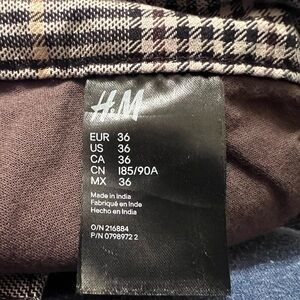 H&M
EUR 36
US 36
CA 36
CN 185/90A
MX 36
Made in India
Fabriqué en Inde
Hecho en India
O/N 216884
P/N 0798972 2